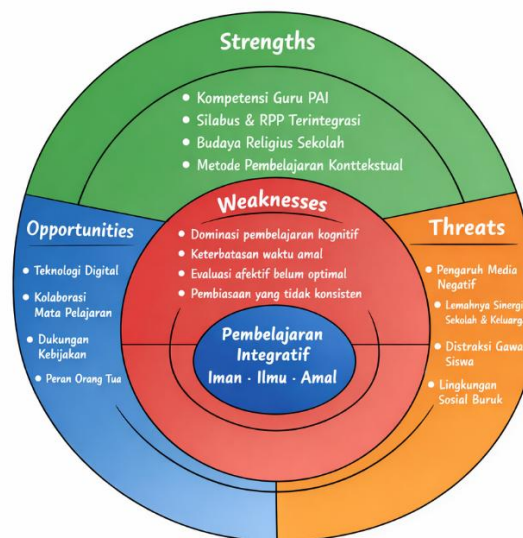 Strengths
• Kompetensi Guru PAI
• Silabus & RPP Terintegrasi
• Budaya Religius Sekolah
• Metode Pembelajaran Konttekstual
Weaknesses
• Dominasi pembelajaran kognitif
• Keterbatasan waktu amal
• Evaluasi afektif belum optimal
• Pembiasaan yang tidak konsisten
Opportunities
• Teknologi Digital
• Kolaborasi
Mata Pelajaran
• Dukungan
Kebijakan
• Peran Orang Tua
Threats
• Pengaruh Media
Negatif
• Lemahnya Sinergi
Sekolah & Keluarga
• Distraksi Gawa
Siswa
• Lingkungan
Sosial Buruk
Pembelajaran
Integratif
Iman · Ilmu · Amal